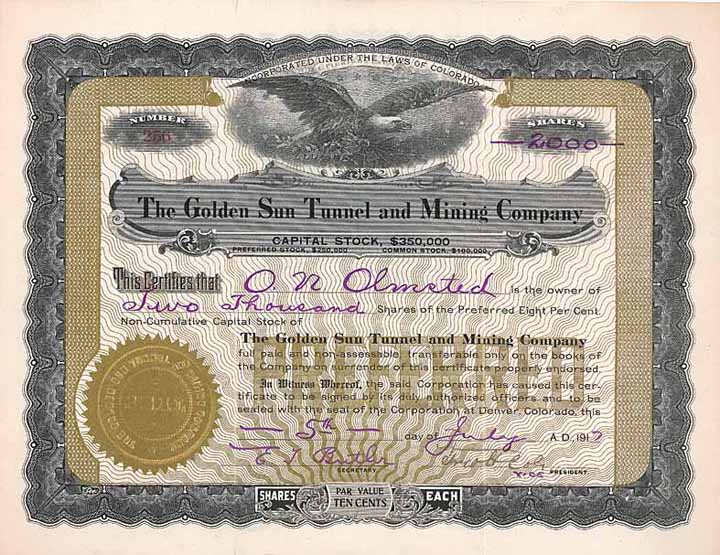 INCORPORATED UNDER THE LAWS OF COLORADO
NUMBER
256
SHARES
2000
The Golden Sun Tunnel and Mining Company
CAPITAL STOCK, $350,000
PREFERRED STOCK, $250,000 COMMON STOCK, $100,000
This Certifies that O N Olmsted is the owner of
Two Thousand Shares of the Preferred Eight Per Cent.
Non-Cumulative Capital Stock of
The Golden Sun Tunnel and Mining Company
full paid and non-assessable transferable only on the books of
the Company on surrender of this certificate properly endorsed.
In Witness Whereof, the said Corporation has caused this cer-
tificate to be signed by its duly authorized officers and to be
sealed with the seal of the Corporation at Denver, Colorado, this
5th day of July A.D. 1917
E T Butler
SECRETARY
Vice PRESIDENT.
SHARES PAR VALUE TEN CENTS EACH